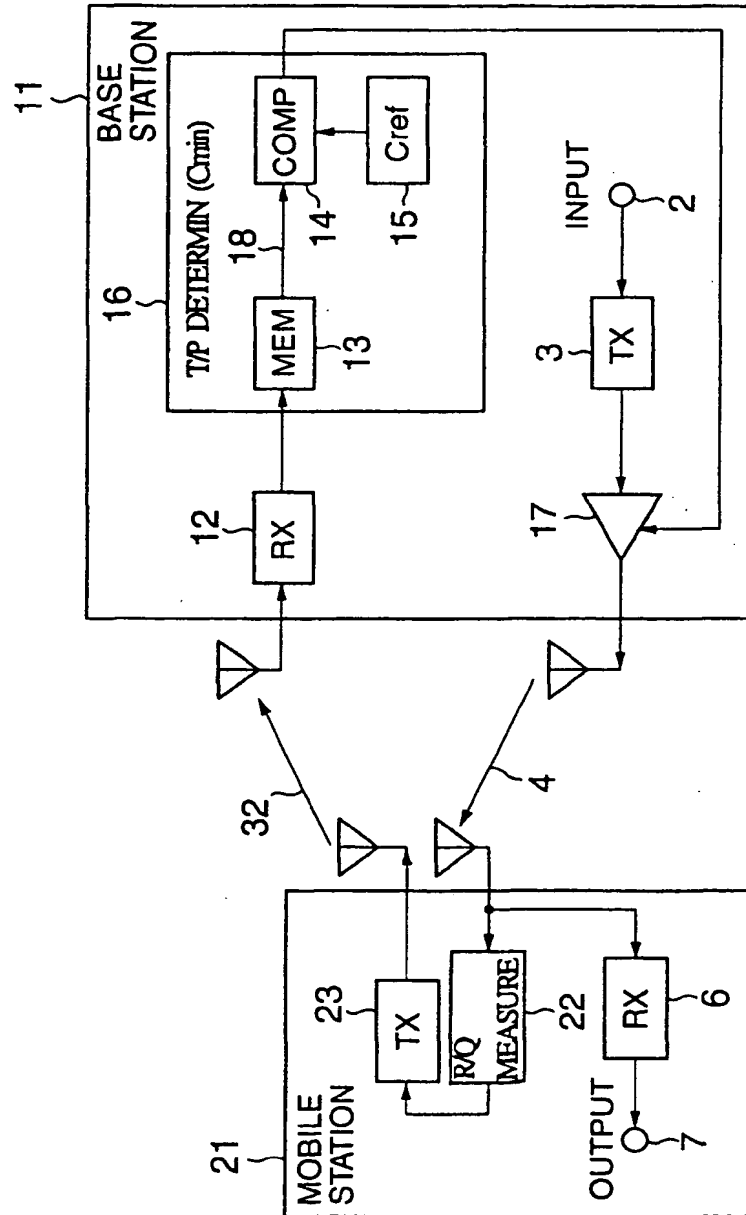 11
BASE
STATION
16
T/P DETERMIN (Cmin)
12
RX
MEM
13
18
COMP
14
Cref
15
INPUT
2
3
TX
17
32
4
21
MOBILE
STATION
23
TX
R/Q
MEASURE
22
RX
6
OUTPUT
7